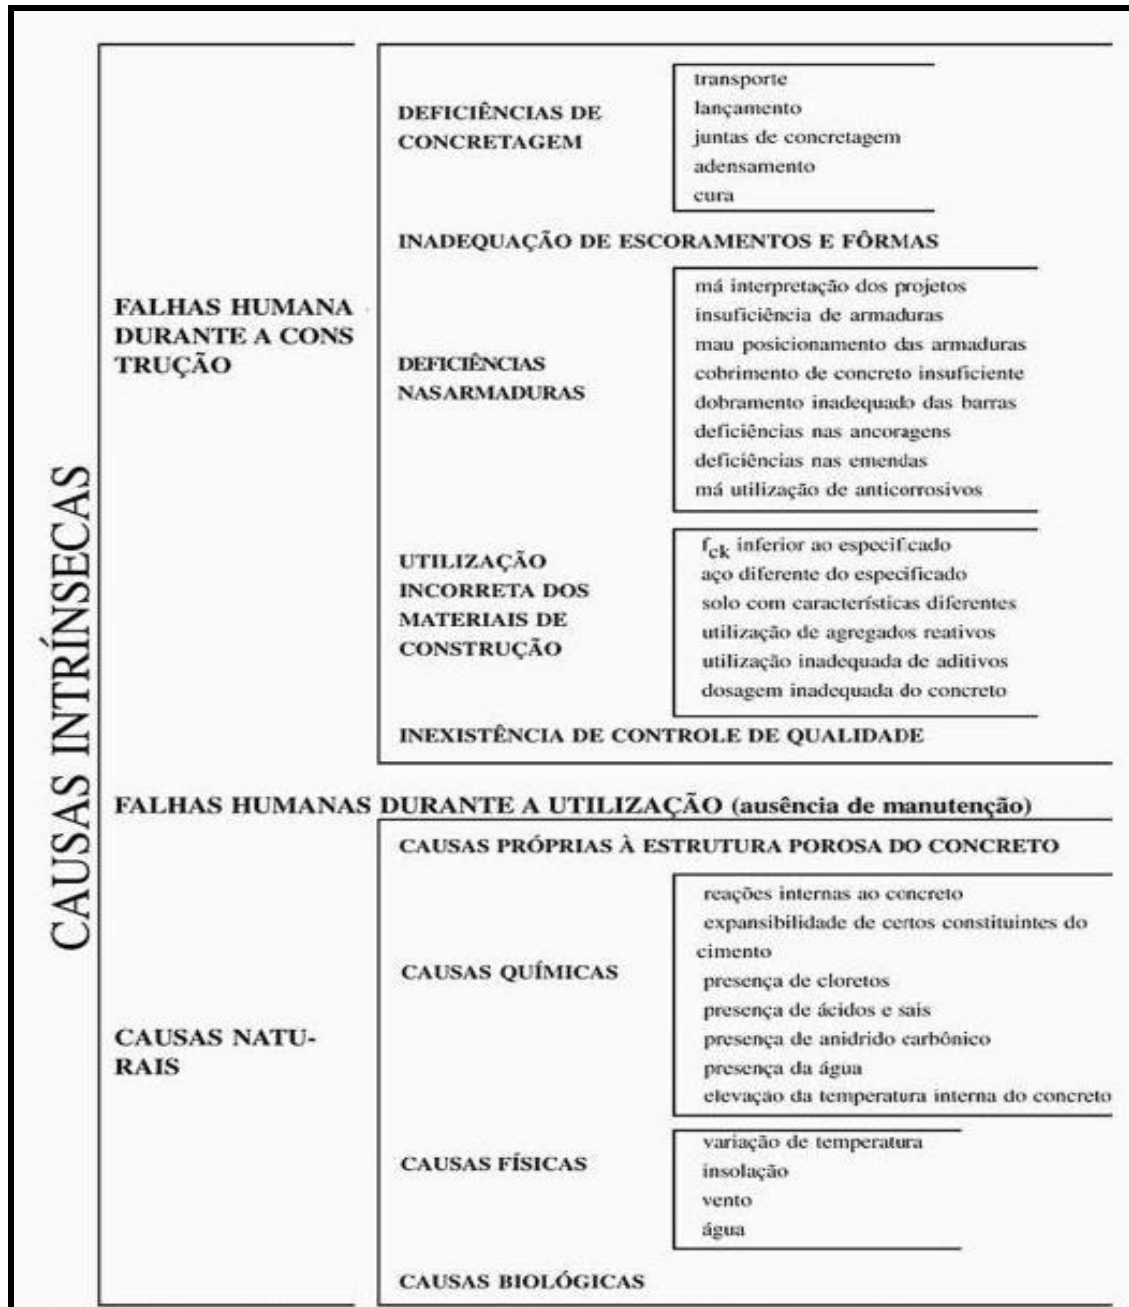 CAUSAS INTRÍNSECAS
FALHAS HUMANA
DURANTE A CONS
TRUÇÃO
DEFICIÊNCIAS DE
CONCRETAGEM
transporte
lançamento
juntas de concretagem
adensamento
cura
INADEQUAÇÃO DE ESCORAMENTOS E FÔRMAS
DEFICIÊNCIAS
NASARMADURAS
má interpretação dos projetos
insuficiência de armaduras
mau posicionamento das armaduras
cobrimento de concreto insuficiente
dobramento inadequado das barras
deficiências nas ancoragens
deficiências nas emendas
má utilização de anticorrosivos
UTILIZAÇÃO
INCORRETA DOS
MATERIAIS DE
CONSTRUÇÃO
fck inferior ao especificado
aço diferente do especificado
solo com características diferentes
utilização de agregados reativos
utilização inadequada de aditivos
dosagem inadequada do concreto
INEXISTÊNCIA DE CONTROLE DE QUALIDADE
FALHAS HUMANAS DURANTE A UTILIZAÇÃO (ausência de manutenção)
CAUSAS NATU-
RAIS
CAUSAS PRÓPRIAS À ESTRUTURA POROSA DO CONCRETO
CAUSAS QUÍMICAS
reações internas ao concreto
expansibilidade de certos constituintes do
cimento
presença de cloretos
presença de ácidos e sais
presença de anidrido carbônico
presença da água
elevação da temperatura interna do concreto
CAUSAS FÍSICAS
variação de temperatura
insolação
vento
água
CAUSAS BIOLÓGICAS